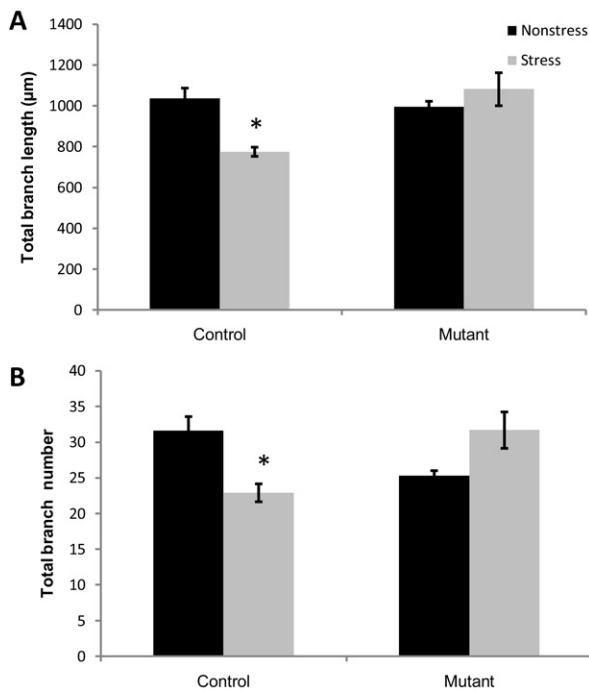 A
1400
1200
1000
800
600
400
200
0
Total branch length (μm)
Nonstress
Stress
*
Control Mutant
B
40
35
30
25
20
15
10
5
0
Total branch number
*
Control Mutant